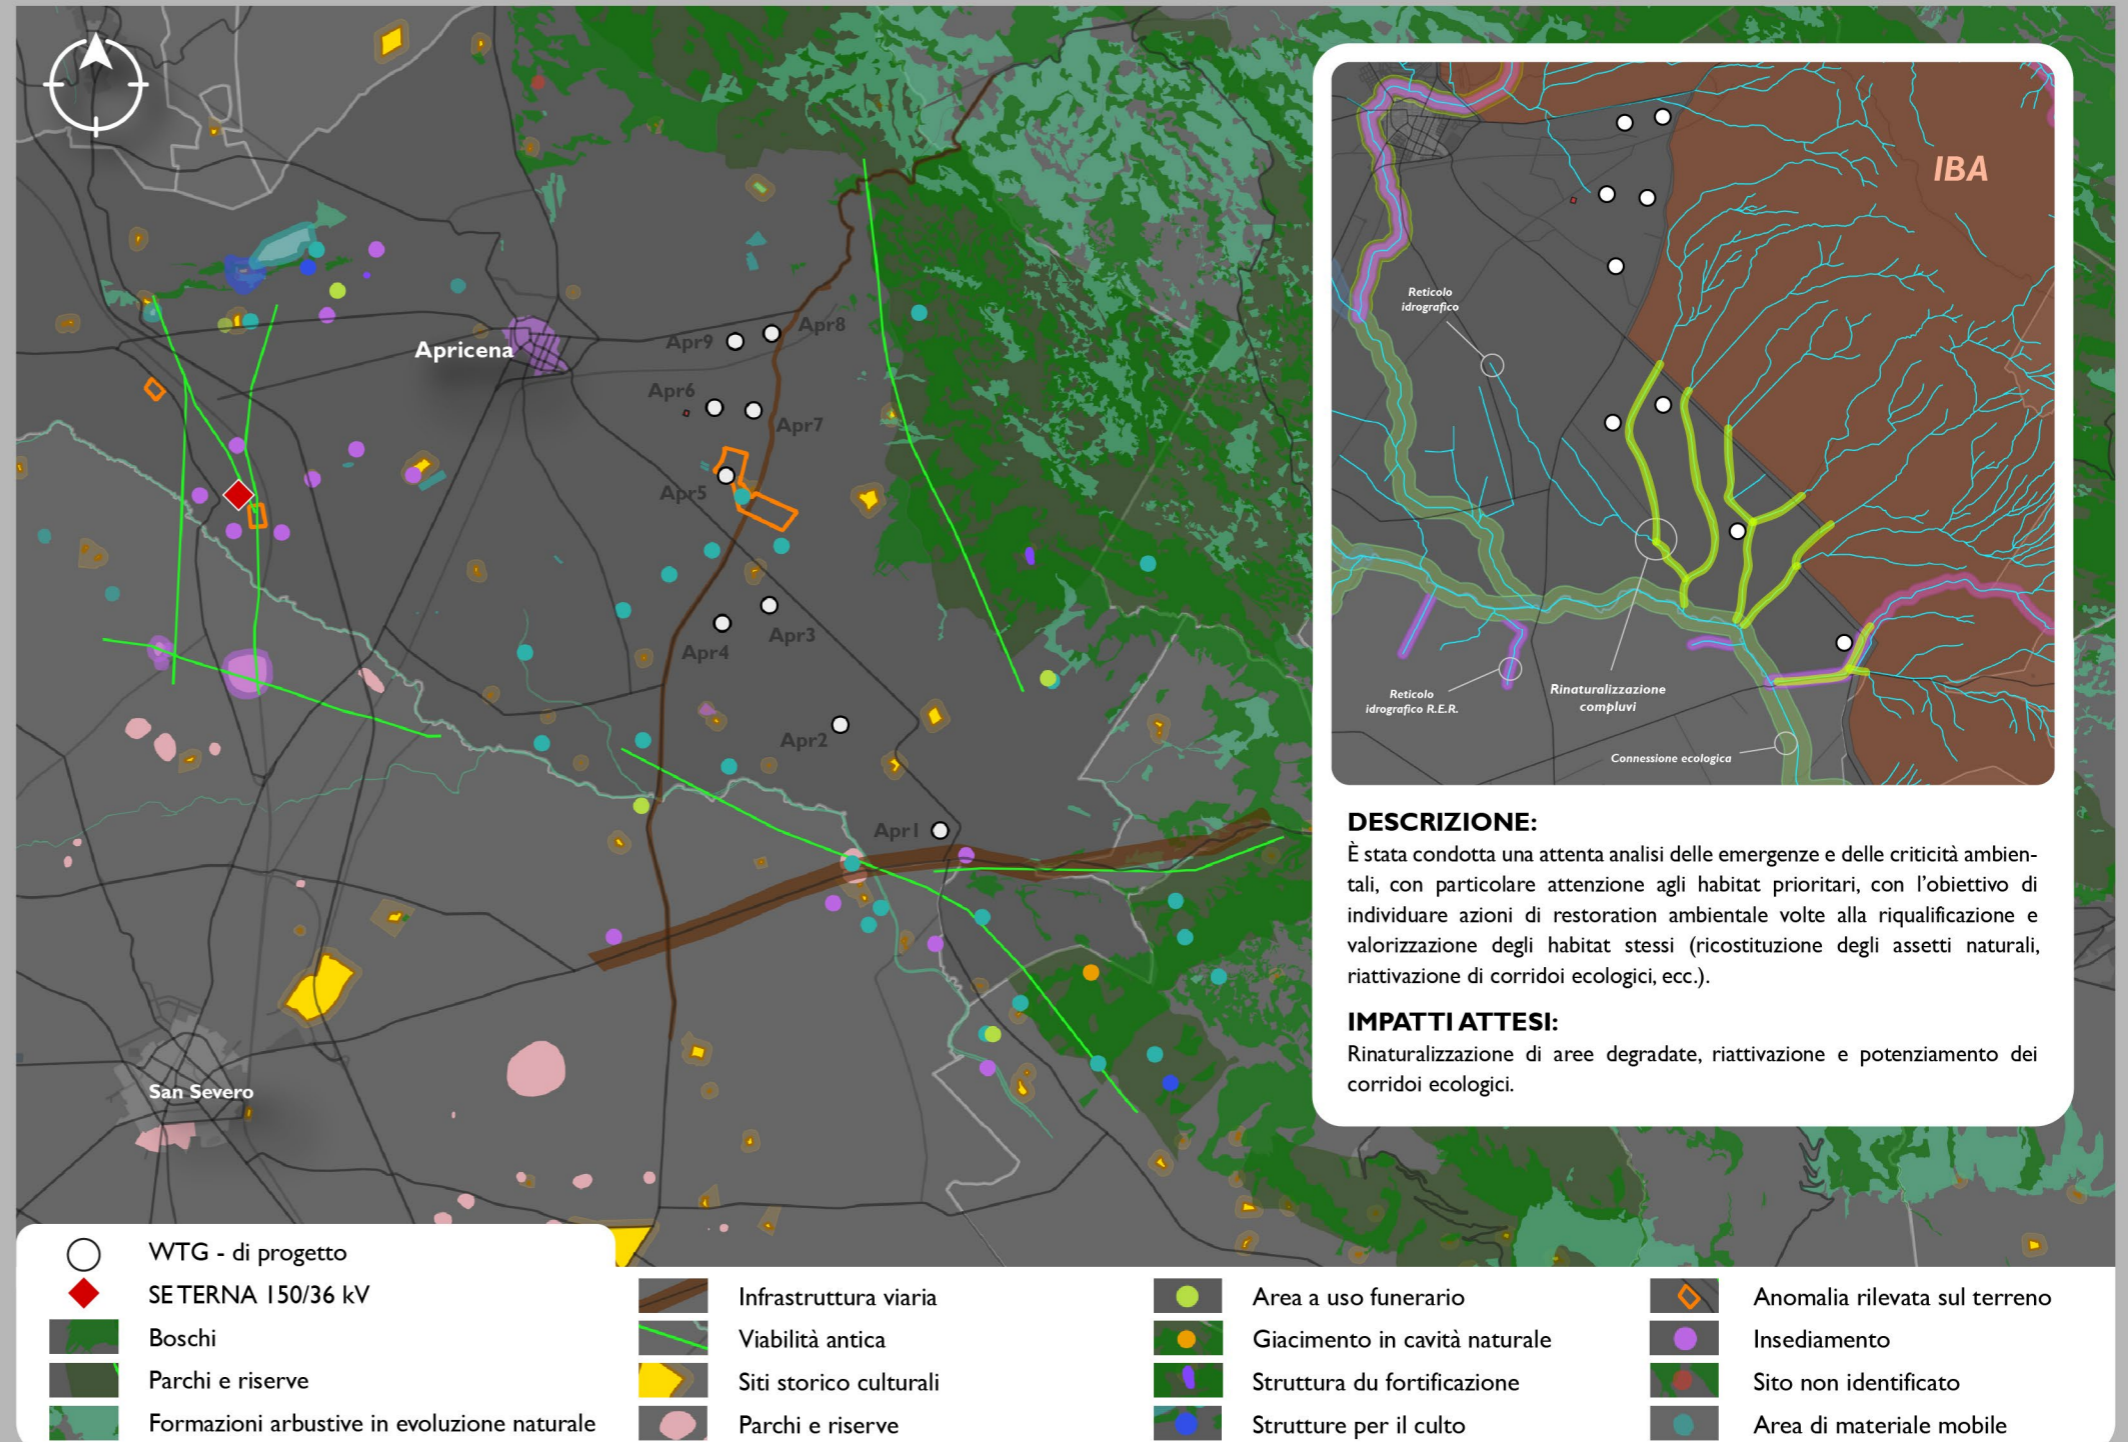 Apricena
Apr9
Apr8
Apr6
Apr7
Apr5
Apr3
Apr4
Apr2
Apr1
San Severo
IBA
Reticolo
idrografico
Reticolo
idrografico R.E.R.
Rinaturalizzazione
compluvi
Connessione ecologica
DESCRIZIONE:
È stata condotta una attenta analisi delle emergenze e delle criticità ambien-
tali, con particolare attenzione agli habitat prioritari, con l'obiettivo di
individuare azioni di restoration ambientale volte alla riqualificazione e
valorizzazione degli habitat stessi (ricostituzione degli assetti naturali,
riattivazione di corridoi ecologici, ecc.).
IMPATTI ATTESI:
Rinaturalizzazione di aree degradate, riattivazione e potenziamento dei
corridoi ecologici.
WTG - di progetto
SE TERNA 150/36 kV
Boschi
Parchi e riserve
Formazioni arbustive in evoluzione naturale
Infrastruttura viaria
Viabilità antica
Siti storico culturali
Parchi e riserve
Area a uso funerario
Giacimento in cavità naturale
Struttura du fortificazione
Strutture per il culto
Anomalia rilevata sul terreno
Insediamento
Sito non identificato
Area di materiale mobile